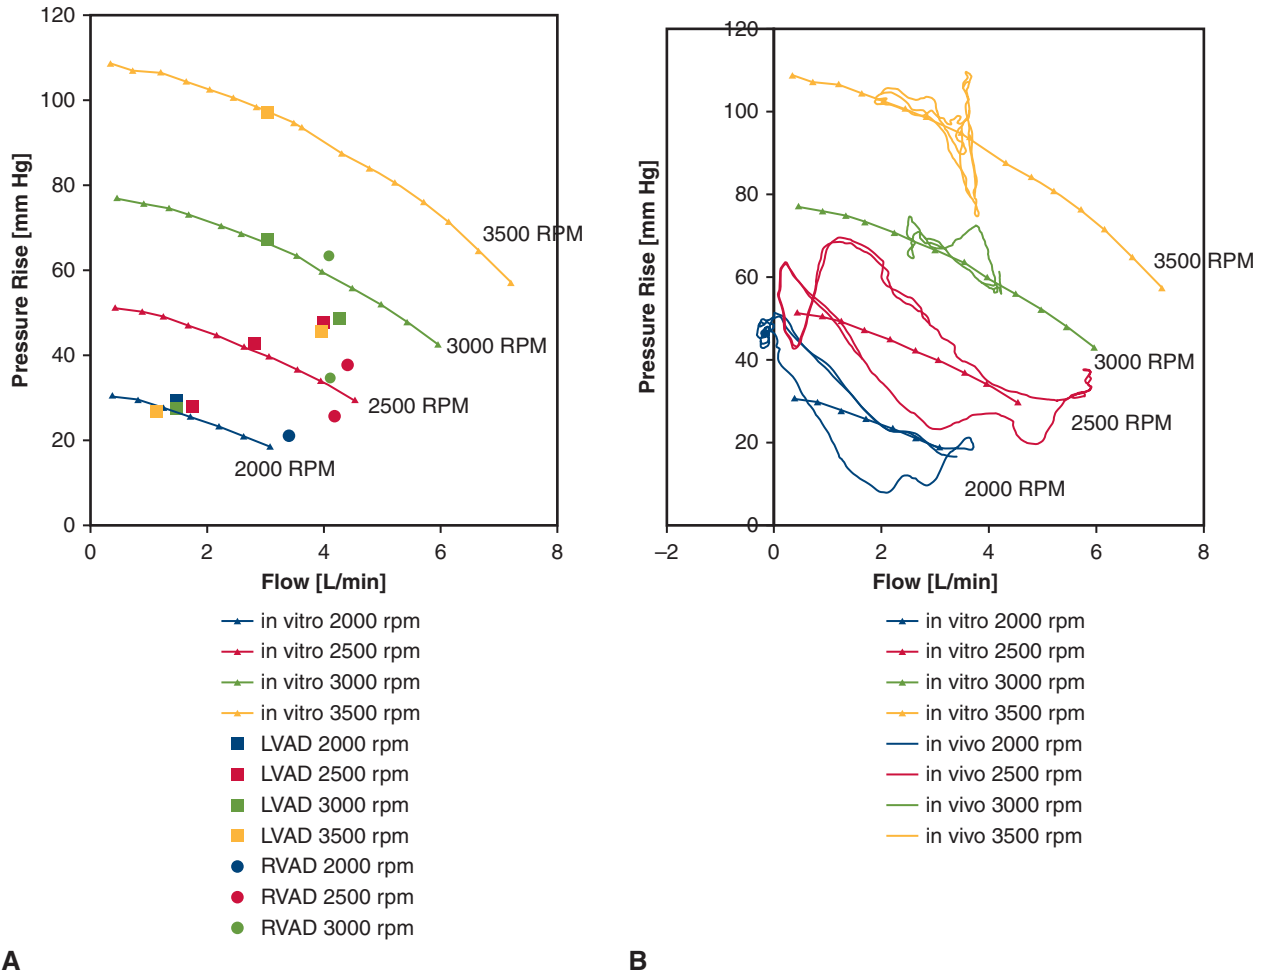 120
100
80
60
40
20
0
0 2 4 6 8
Pressure Rise [mm Hg]
Flow [L/min]
3500 RPM
3000 RPM
2500 RPM
2000 RPM
in vitro 2000 rpm
in vitro 2500 rpm
in vitro 3000 rpm
in vitro 3500 rpm
LVAD 2000 rpm
LVAD 2500 rpm
LVAD 3000 rpm
LVAD 3500 rpm
RVAD 2000 rpm
RVAD 2500 rpm
RVAD 3000 rpm
A
120
100
80
60
40
20
0
–2 0 2 4 6 8
Pressure Rise [mm Hg]
Flow [L/min]
3500 RPM
3000 RPM
2500 RPM
2000 RPM
in vitro 2000 rpm
in vitro 2500 rpm
in vitro 3000 rpm
in vitro 3500 rpm
in vivo 2000 rpm
in vivo 2500 rpm
in vivo 3000 rpm
in vivo 3500 rpm
B